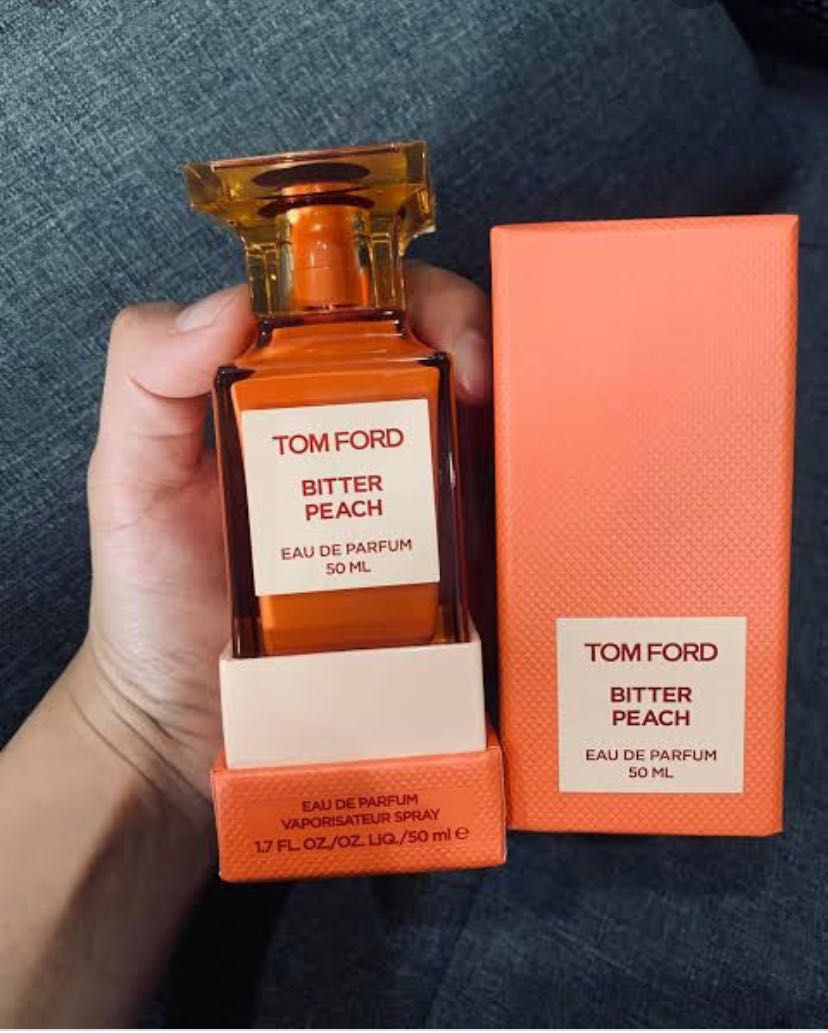 TOM FORD
BITTER
PEACH
EAU DE PARFUM
50 ML
EAU DE PARFUM
VAPORISATEUR SPRAY
1.7 FL. OZ./OZ. LIQ./50 ml ℮
TOM FORD
BITTER
PEACH
EAU DE PARFUM
50 ML